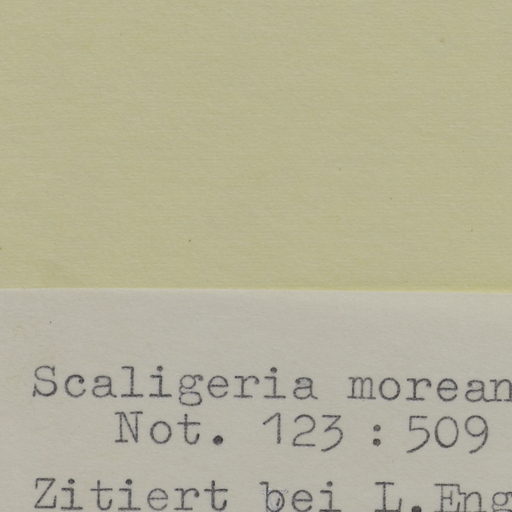 Scaligeria morean
Not. 123 : 509
Zitiert bei L.Eng